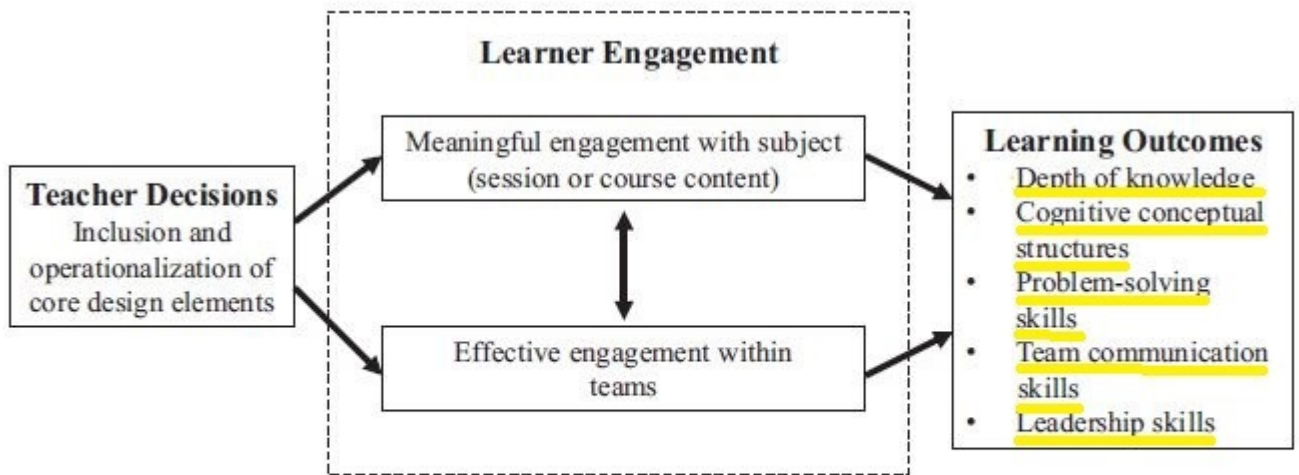 Learner Engagement
Teacher Decisions
Inclusion and
operationalization of
core design elements
Meaningful engagement with subject
(session or course content)
Effective engagement within
teams
Learning Outcomes
• Depth of knowledge
• Cognitive conceptual
structures
• Problem-solving
skills
• Team communication
skills
• Leadership skills